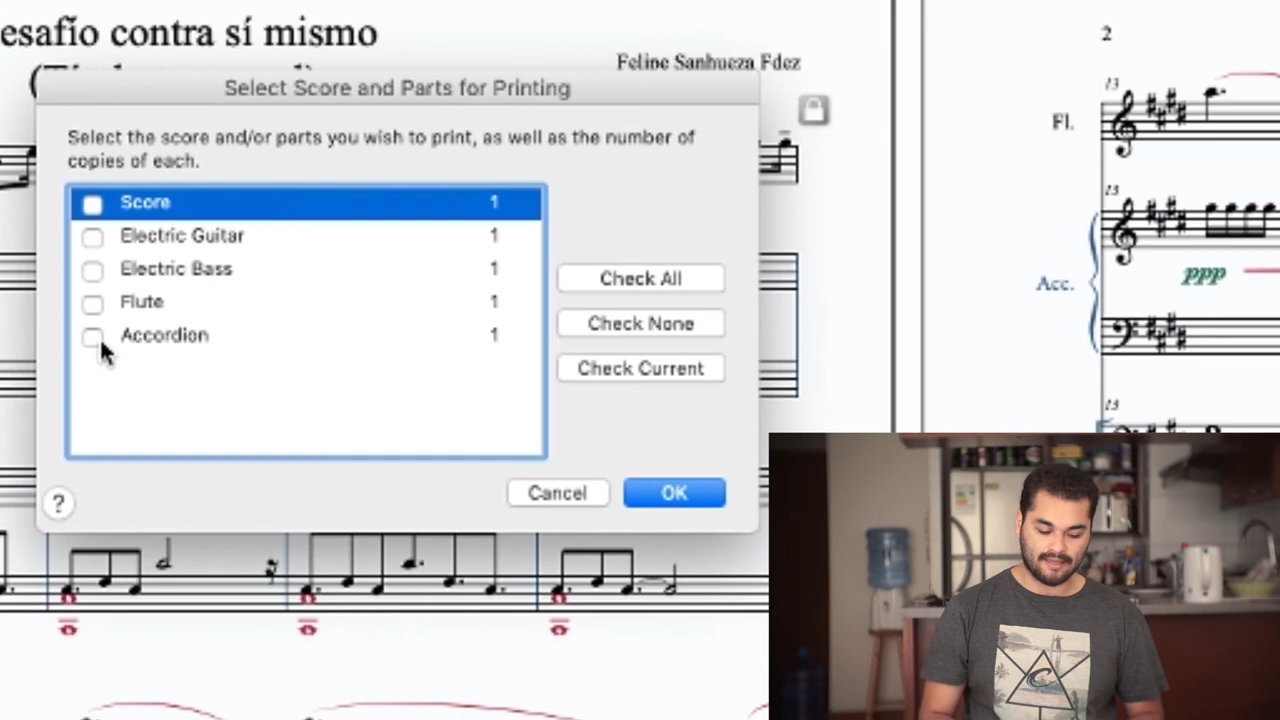 esafío contra sí mismo
Felipe Sanhueza Fdez
2
Select Score and Parts for Printing
Select the score and/or parts you wish to print, as well as the number of
copies of each.
Score 1
Electric Guitar 1
Electric Bass 1
Flute 1
Accordion 1
Check All
Check None
Check Current
?
Cancel
OK
13
Fl.
13
Acc.
ppp
13